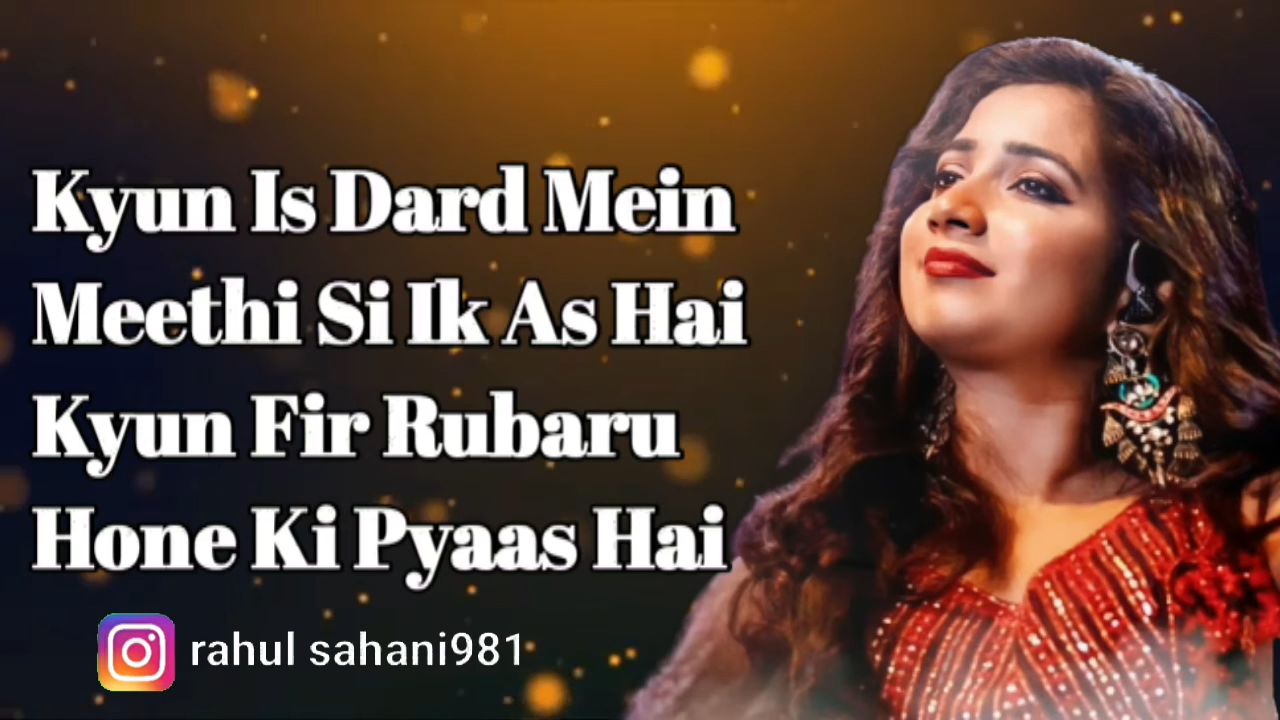 Kyun Is Dard Mein
Meethi Si Ik As Hai
Kyun Fir Rubaru
Hone Ki Pyaas Hai
rahul sahani981